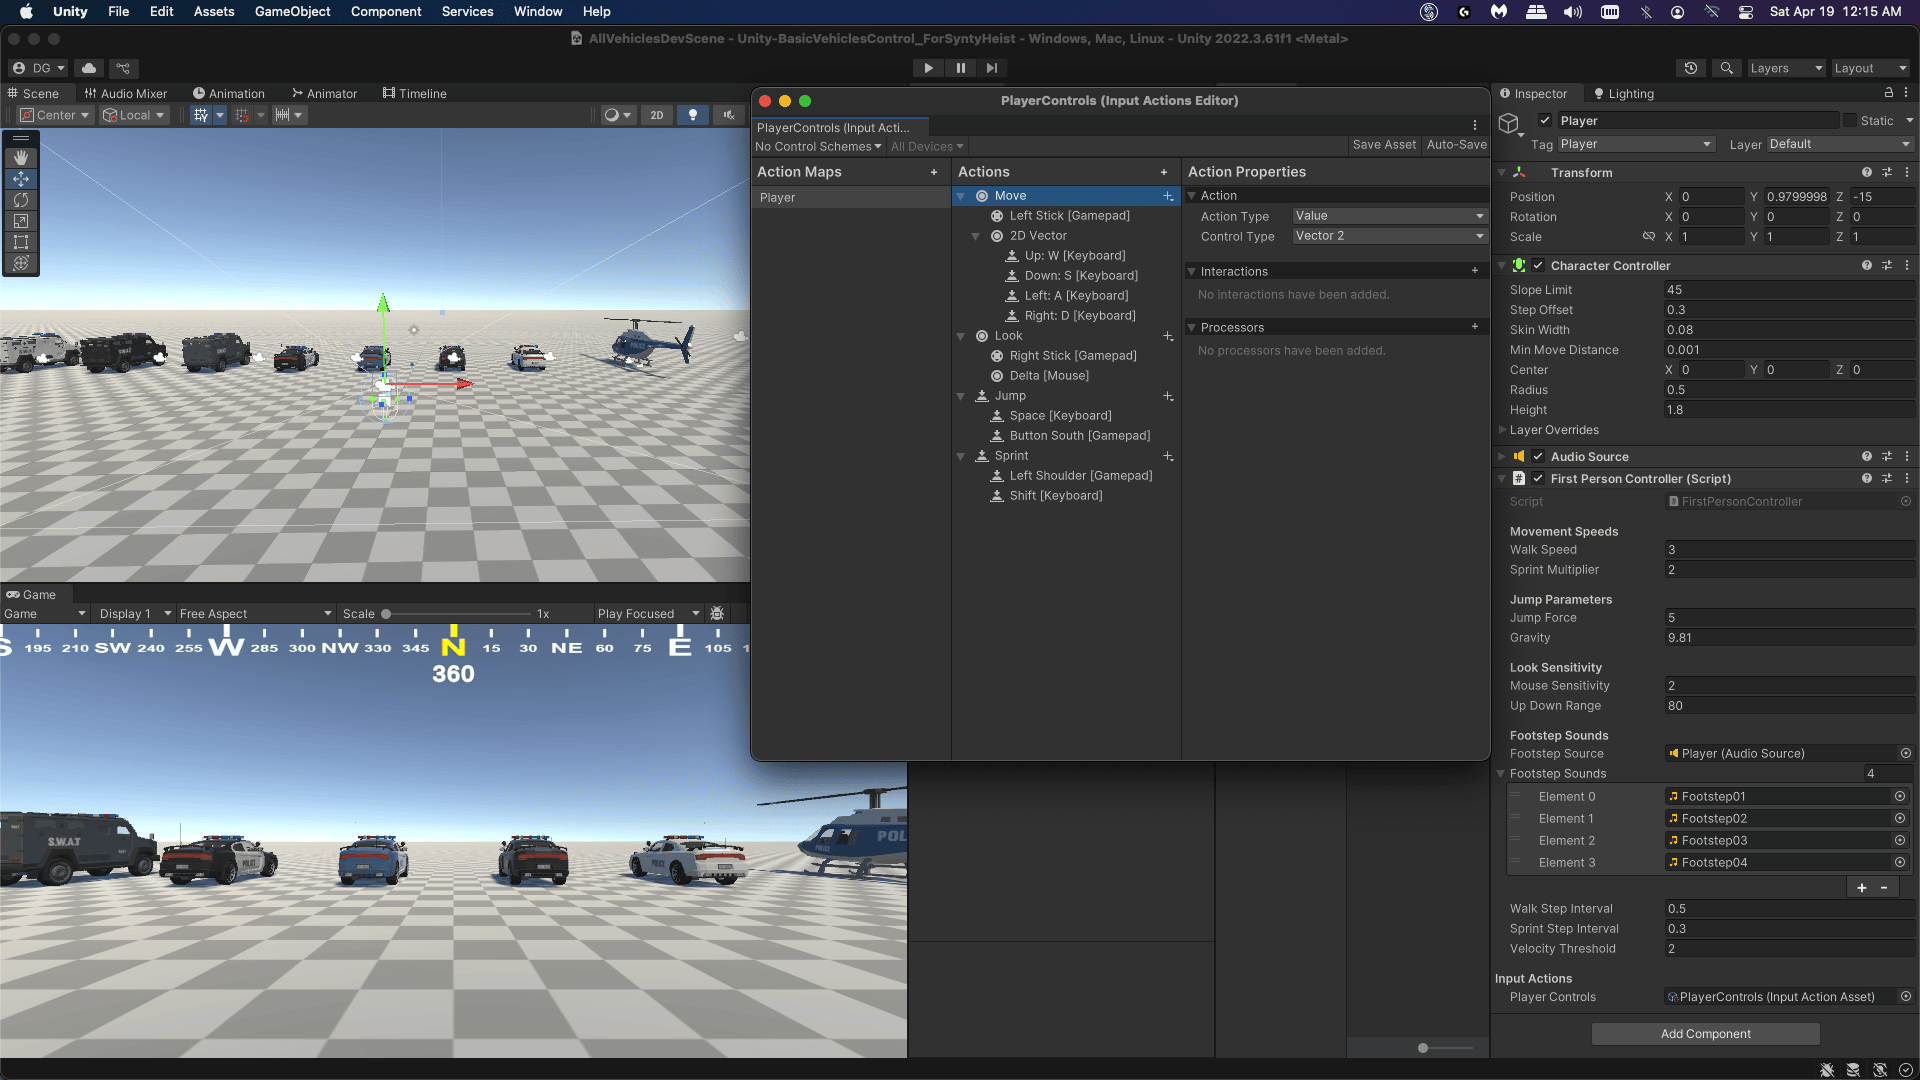 Unity File Edit Assets GameObject Component Services Window Help
Sat Apr 19 12:15 AM
AllVehiclesDevScene - Unity-BasicVehiclesControl_ForSyntyHeist - Windows, Mac, Linux - Unity 2022.3.61f1 <Metal>
DG
Layers
Layout
Scene
Audio Mixer
Animation
Animator
Timeline
Center
Local
2D
PlayerControls (Input Actions Editor)
PlayerControls (Input Acti...
No Control Schemes
All Devices
Save Asset
Auto-Save
Action Maps +
Player
Actions +
Move
Left Stick [Gamepad]
2D Vector
Up: W [Keyboard]
Down: S [Keyboard]
Left: A [Keyboard]
Right: D [Keyboard]
Look
Right Stick [Gamepad]
Delta [Mouse]
Jump
Space [Keyboard]
Button South [Gamepad]
Sprint
Left Shoulder [Gamepad]
Shift [Keyboard]
Action Properties
Action
Action Type Value
Control Type Vector 2
Interactions +
No interactions have been added.
Processors +
No processors have been added.
Game
Game
Display 1
Free Aspect
Scale
1x
Play Focused
S 195 210 SW 240 255 W 285 300 NW 330 345 N 15 30 NE 60 75 E 105
360
S.W.A.T
POLICE
POLICE
POL
Inspector
Lighting
Player
Static
Tag Player
Layer Default
Transform
Position X 0 Y 0.9799998 Z -15
Rotation X 0 Y 0 Z 0
Scale X 1 Y 1 Z 1
Character Controller
Slope Limit 45
Step Offset 0.3
Skin Width 0.08
Min Move Distance 0.001
Center X 0 Y 0 Z 0
Radius 0.5
Height 1.8
Layer Overrides
Audio Source
# First Person Controller (Script)
Script FirstPersonController
Movement Speeds
Walk Speed 3
Sprint Multiplier 2
Jump Parameters
Jump Force 5
Gravity 9.81
Look Sensitivity
Mouse Sensitivity 2
Up Down Range 80
Footstep Sounds
Footstep Source Player (Audio Source)
Footstep Sounds 4
Element 0 Footstep01
Element 1 Footstep02
Element 2 Footstep03
Element 3 Footstep04
+ -
Walk Step Interval 0.5
Sprint Step Interval 0.3
Velocity Threshold 2
Input Actions
Player Controls PlayerControls (Input Action Asset)
Add Component